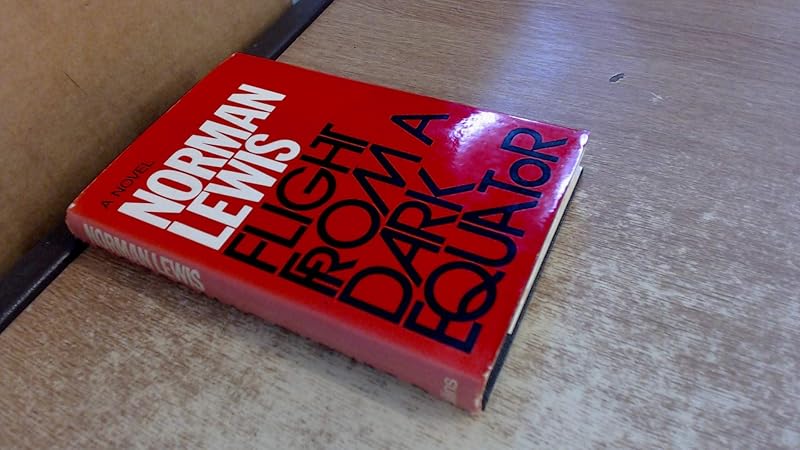 A NOVEL
NORMAN
LEWIS
FLIGHT
FROM A
DARK
EQUATOR
NORMAN LEWIS